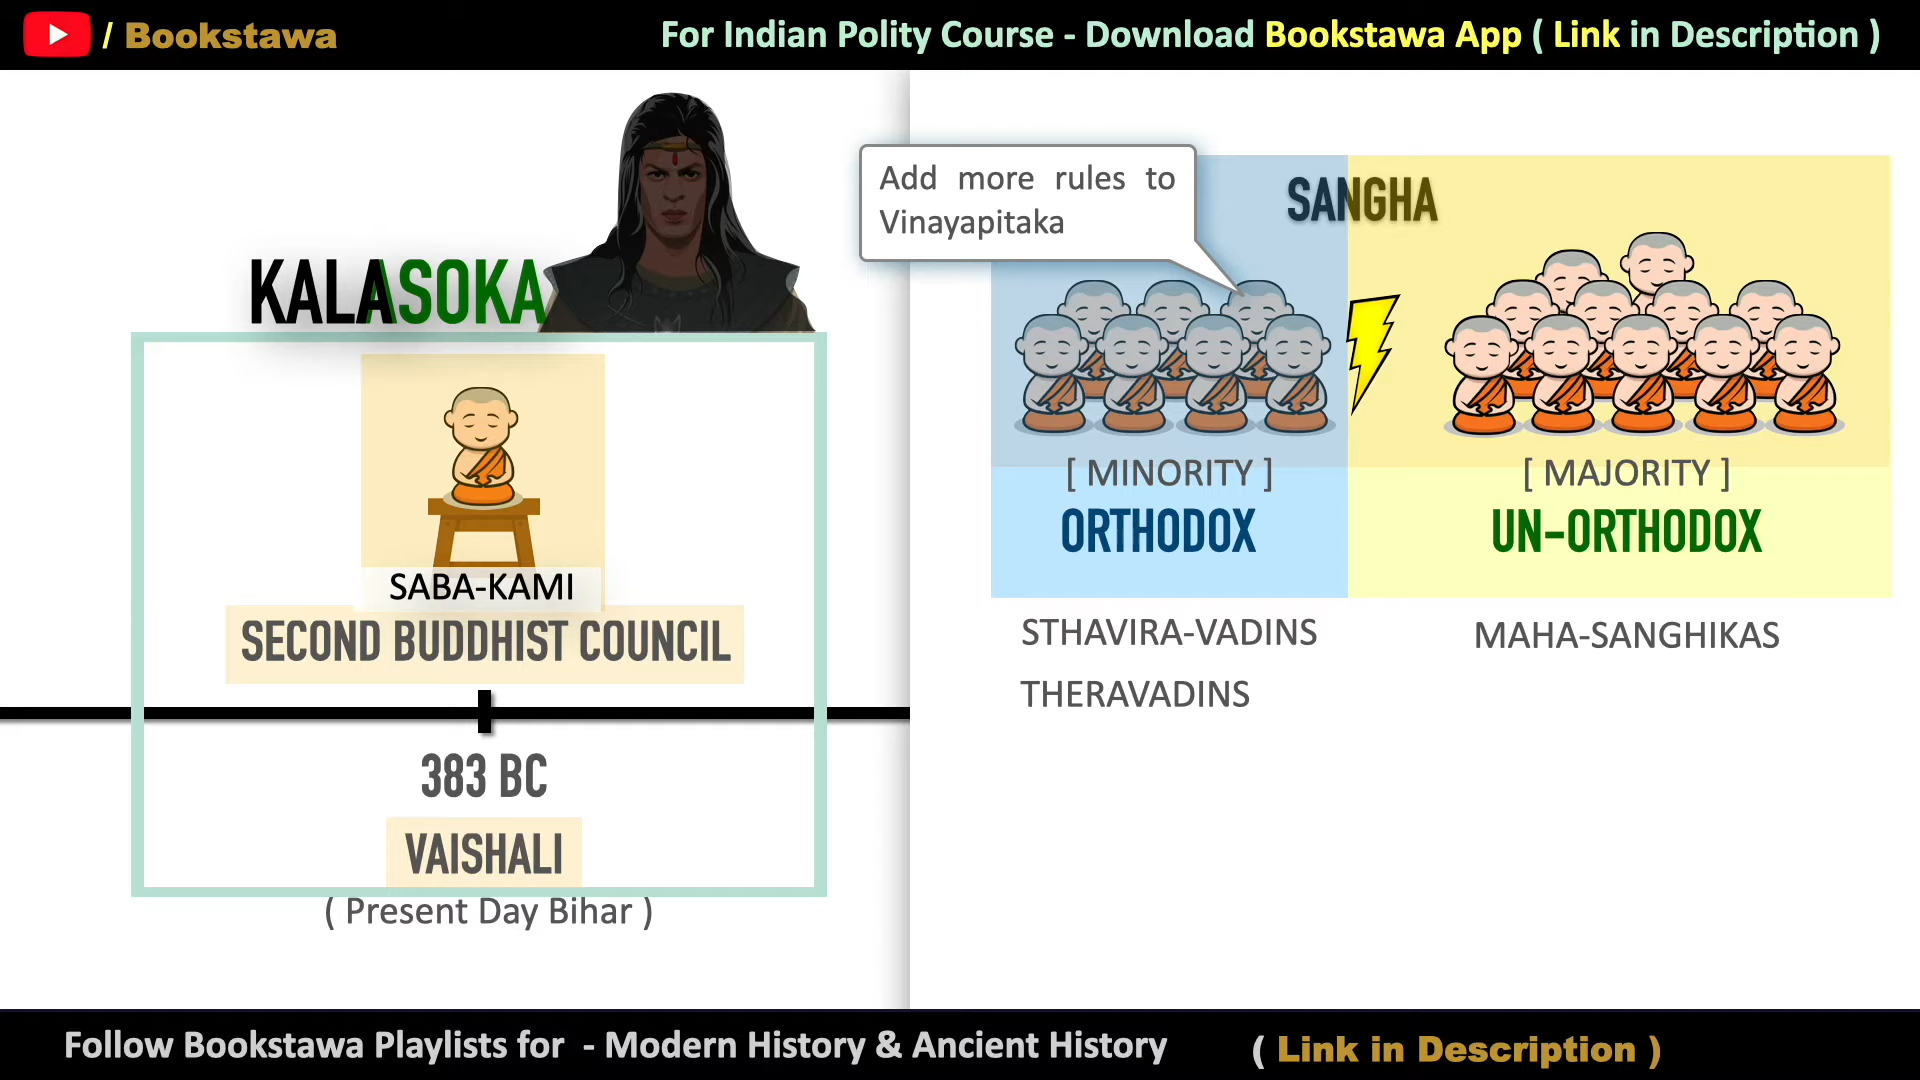 / Bookstawa
For Indian Polity Course - Download Bookstawa App ( Link in Description )
KALASOKA
SABA-KAMI
SECOND BUDDHIST COUNCIL
383 BC
VAISHALI
( Present Day Bihar )
Add more rules to
Vinayapitaka
SANGHA
[ MINORITY ]
[ MAJORITY ]
ORTHODOX
UN-ORTHODOX
STHAVIRA-VADINS
MAHA-SANGHIKAS
THERAVADINS
Follow Bookstawa Playlists for - Modern History & Ancient History
( Link in Description )